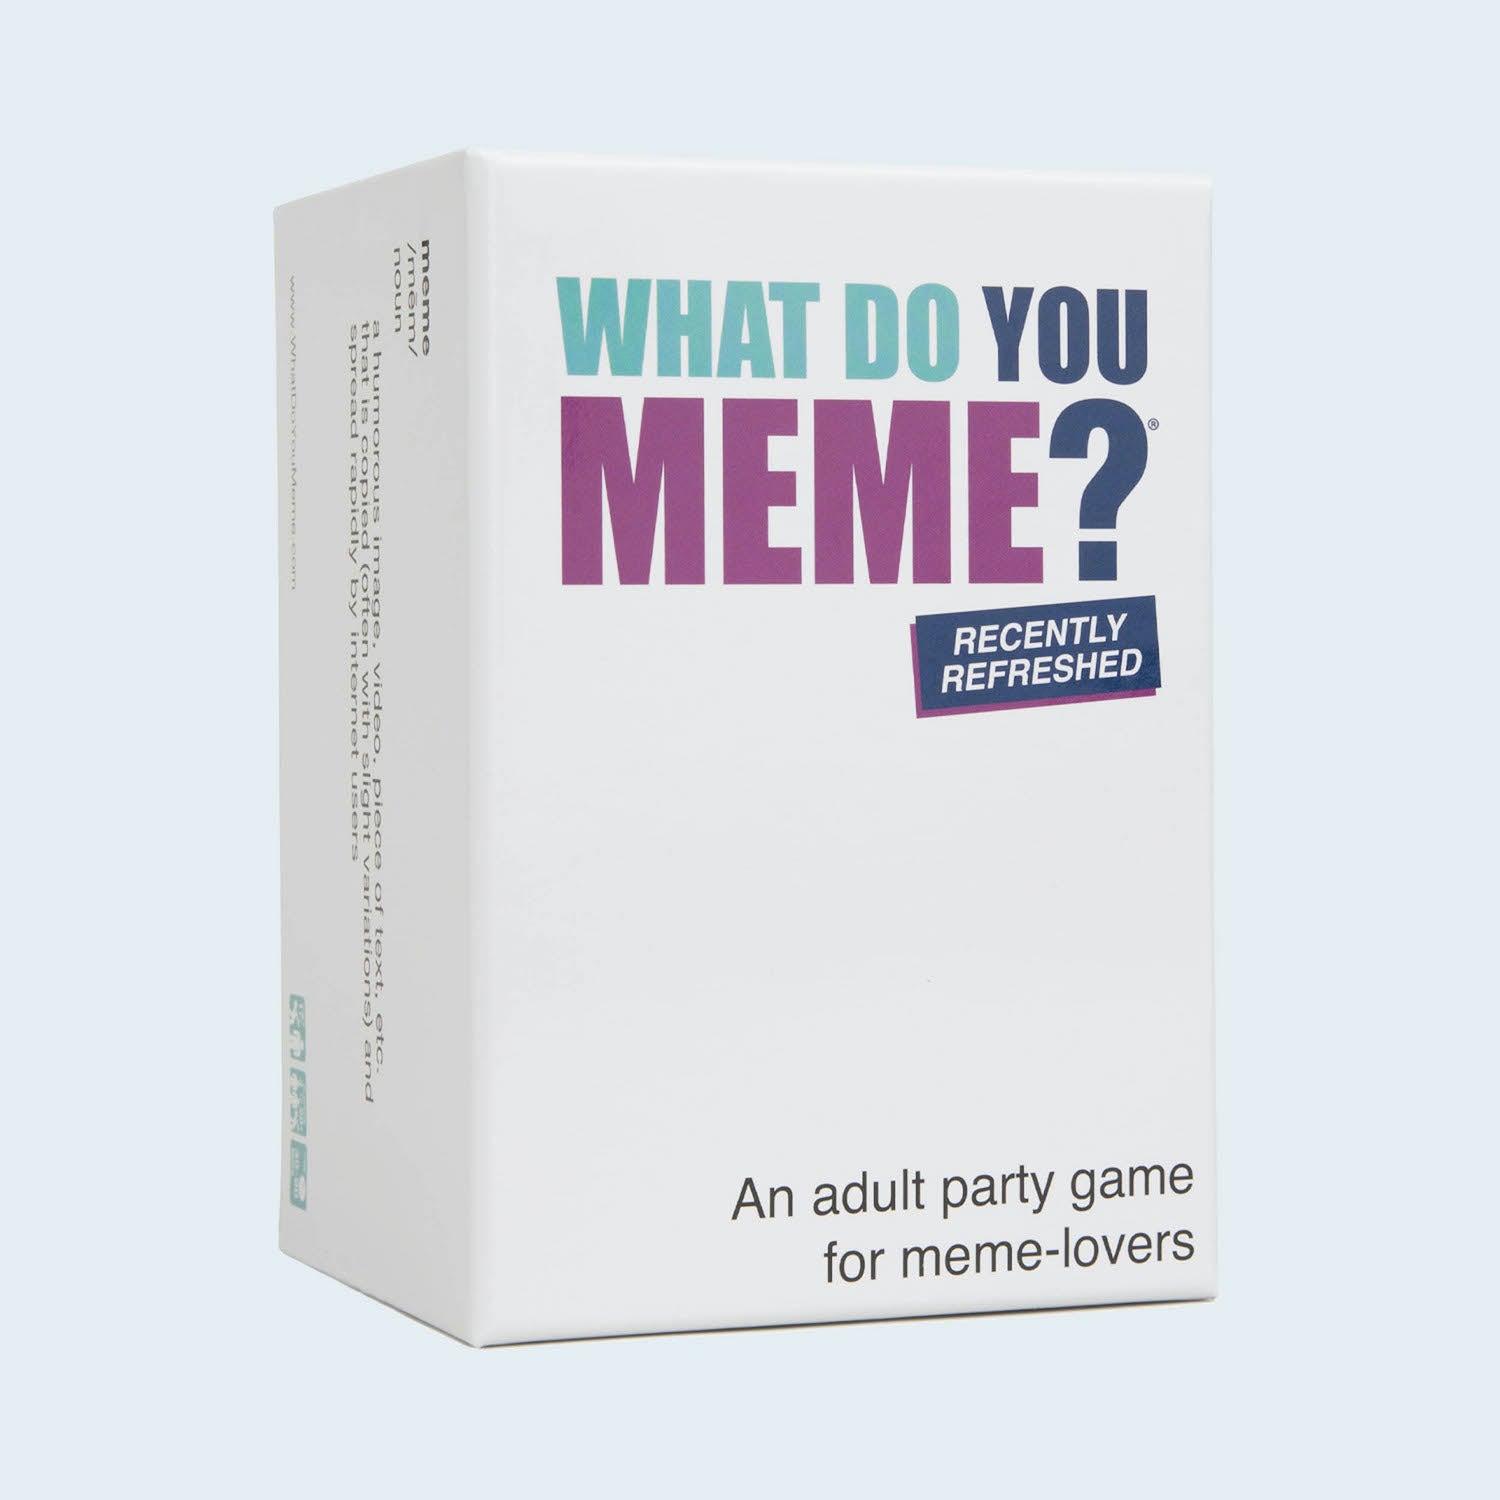 WHAT DO YOU
MEME?®
RECENTLY
REFRESHED
An adult party game
for meme-lovers
meme
/mēm/
noun
a humorous image, video, piece of text, etc.
that is copied (often with slight variations) and
spread rapidly by internet users
www.WhatDoYouMeme.com